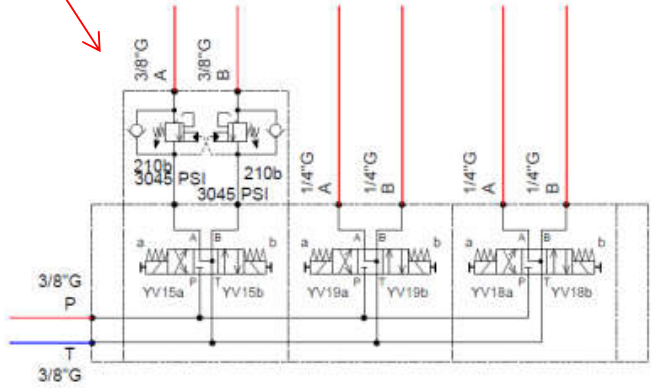 3/8"G
A
3/8"G
B
210b
3045 PSI
210b
3045 PSI
1/4"G
A
1/4"G
B
1/4"G
A
1/4"G
B
a
A
B
b
P
T
YV15a
YV15b
a
A
B
b
P
T
YV19a
YV19b
a
A
B
b
P
T
YV18a
YV18b
3/8"G
P
T
3/8"G